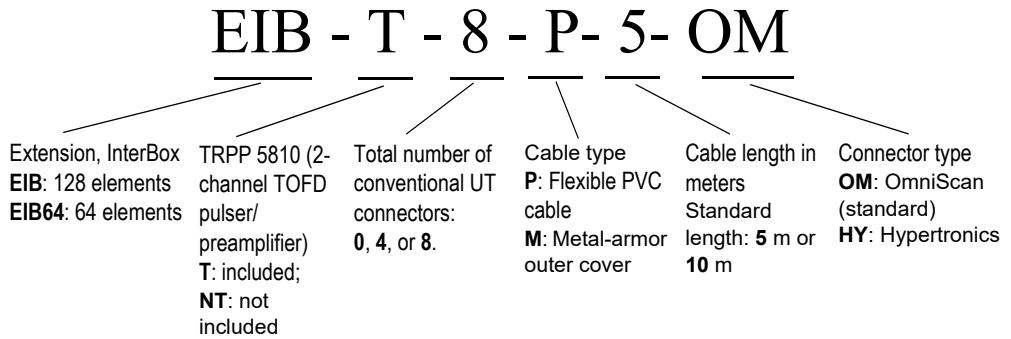 EIB - T - 8 - P- 5- OM
Extension, InterBox
EIB: 128 elements
EIB64: 64 elements
TRPP 5810 (2-
channel TOFD
pulser/
preamplifier)
T: included;
NT: not
included
Total number of
conventional UT
connectors:
0, 4, or 8.
Cable type
P: Flexible PVC
cable
M: Metal-armor
outer cover
Cable length in
meters
Standard
length: 5 m or
10 m
Connector type
OM: OmniScan
(standard)
HY: Hypertronics